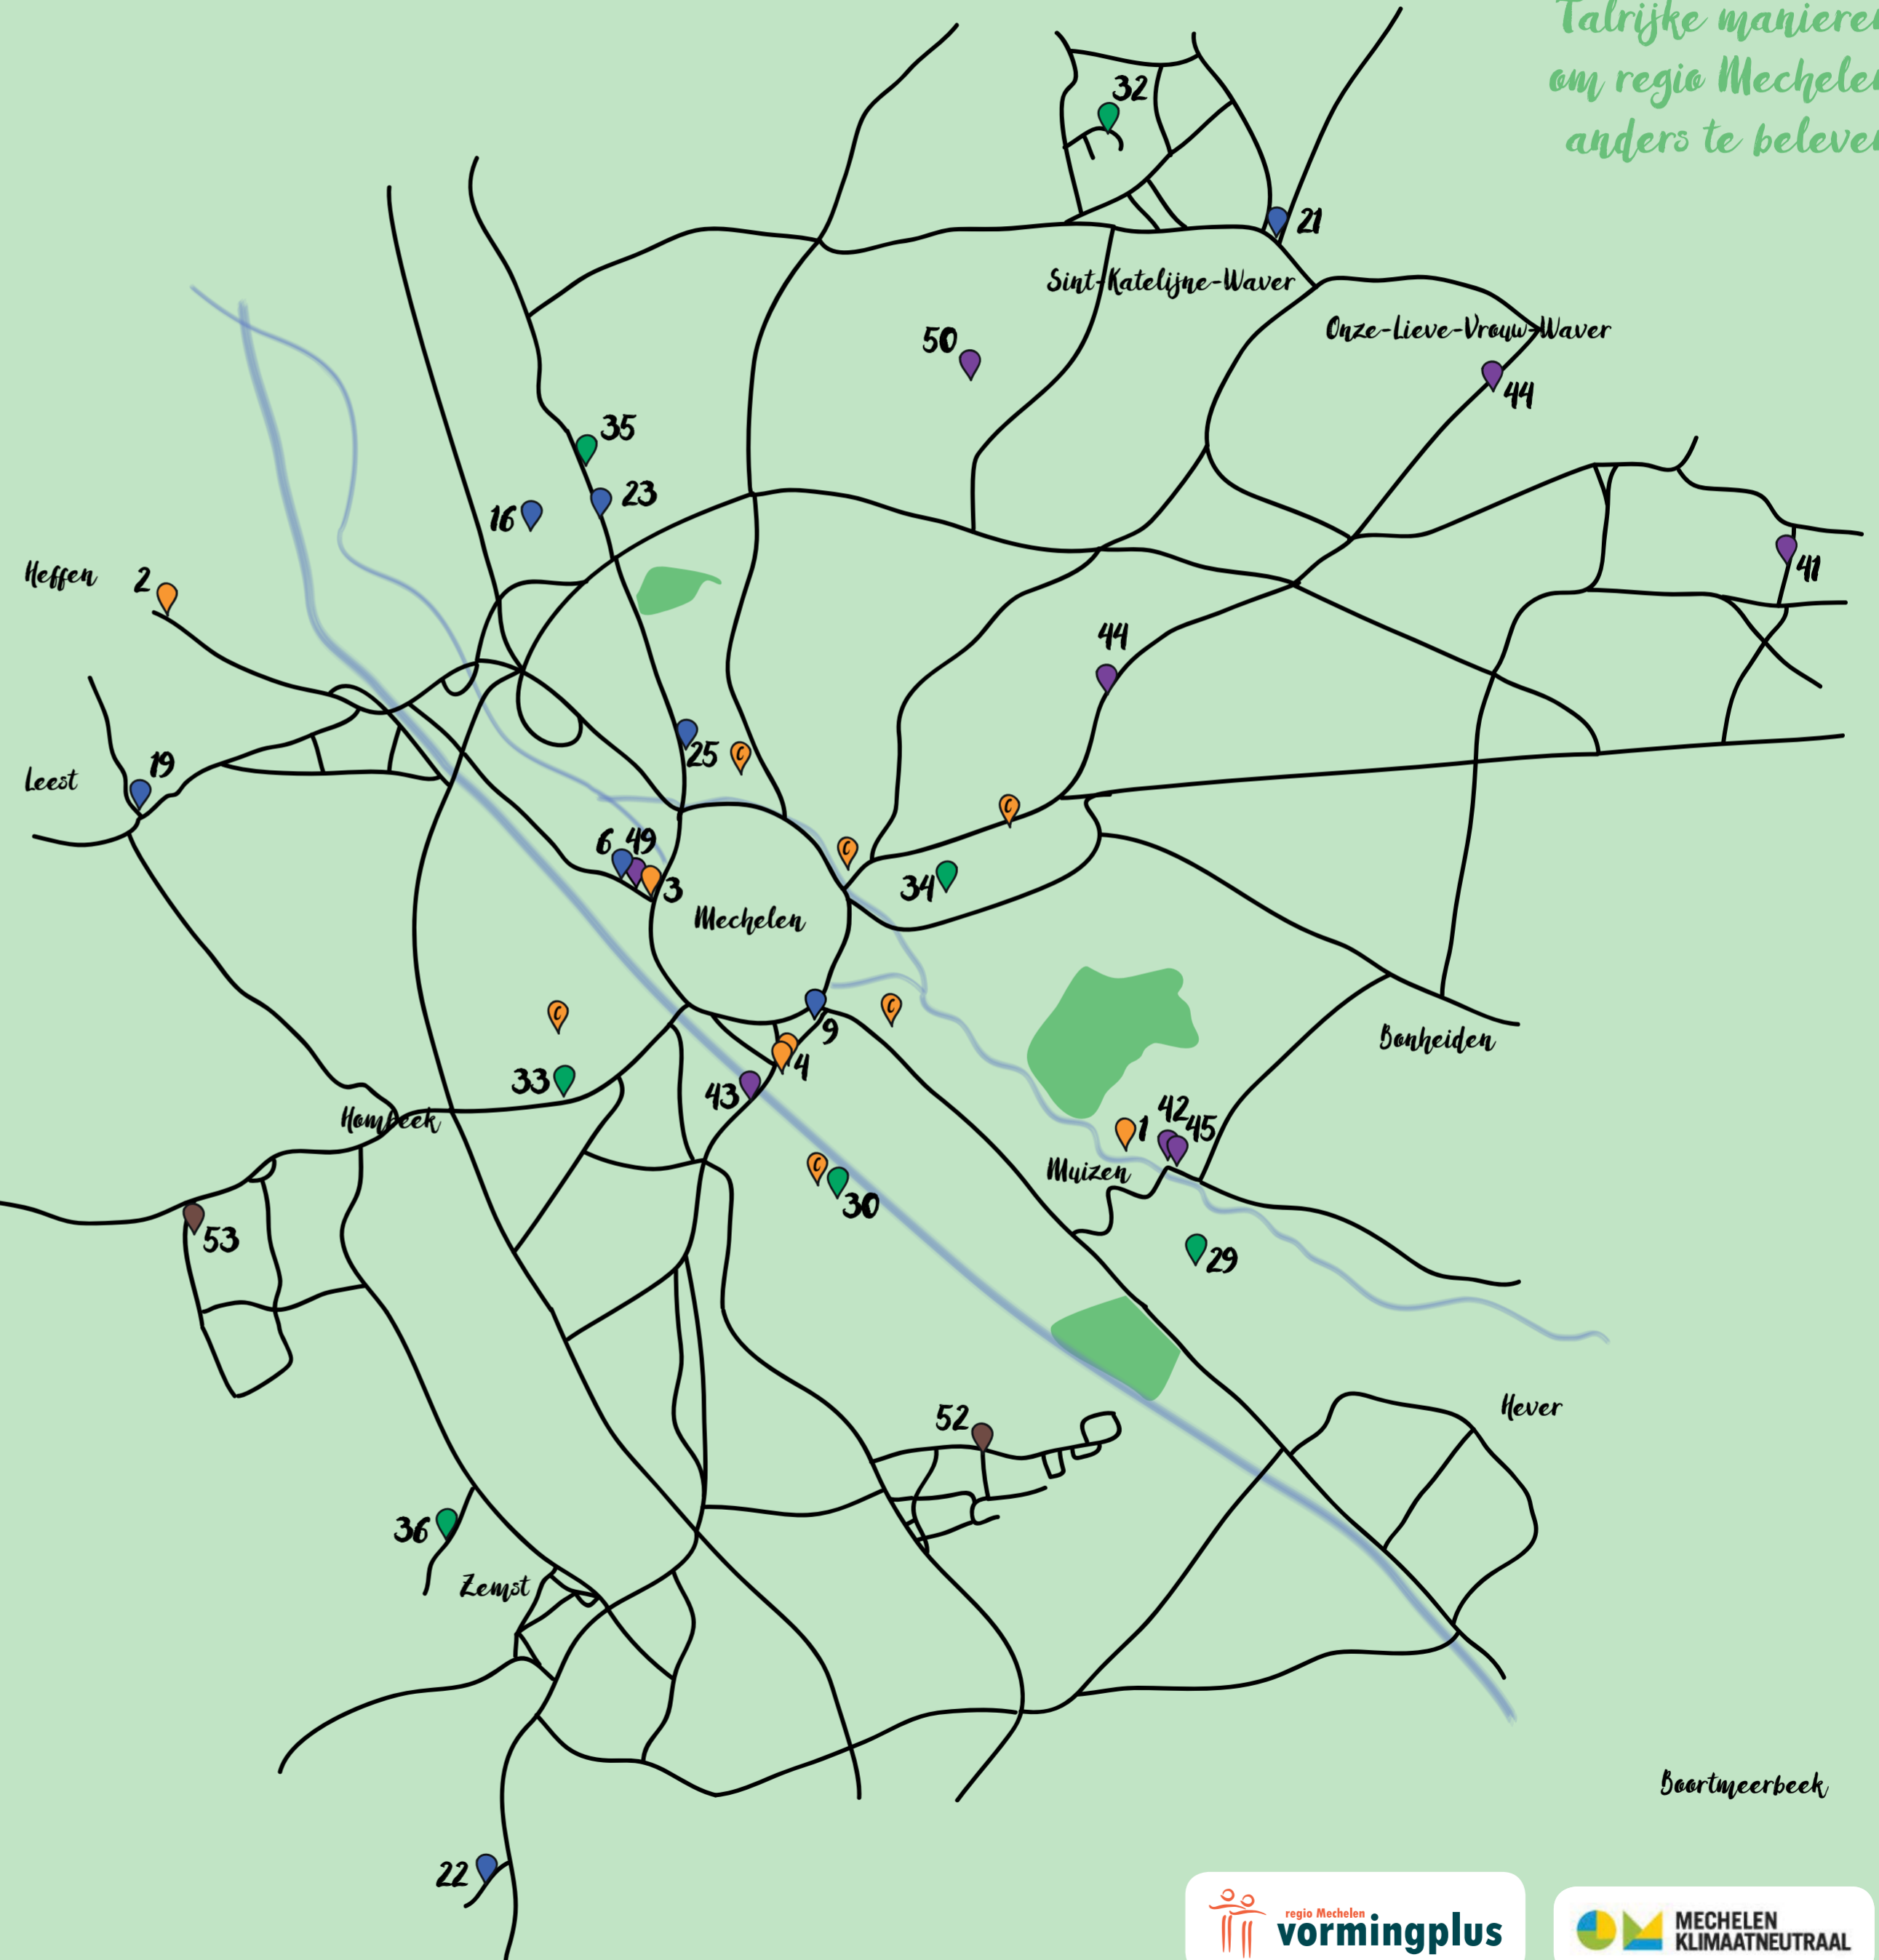 Talrijke manieren
om regio Mechelen
anders te beleven
32
21
Sint-Katelijne-Waver
Onze-Lieve-Vrouw-Waver
50
44
35
23
16
41
Heffen
2
44
25
C
Leest
19
C
C
6 49
3
34
Mechelen
C
C
9
Bonheiden
4
33
43
Hombeek
1
42
45
Muizen
C
30
53
29
Hever
52
36
Zemst
Boortmeerbeek
22
regio Mechelen
vormingplus
MECHELEN
KLIMAATNEUTRAAL